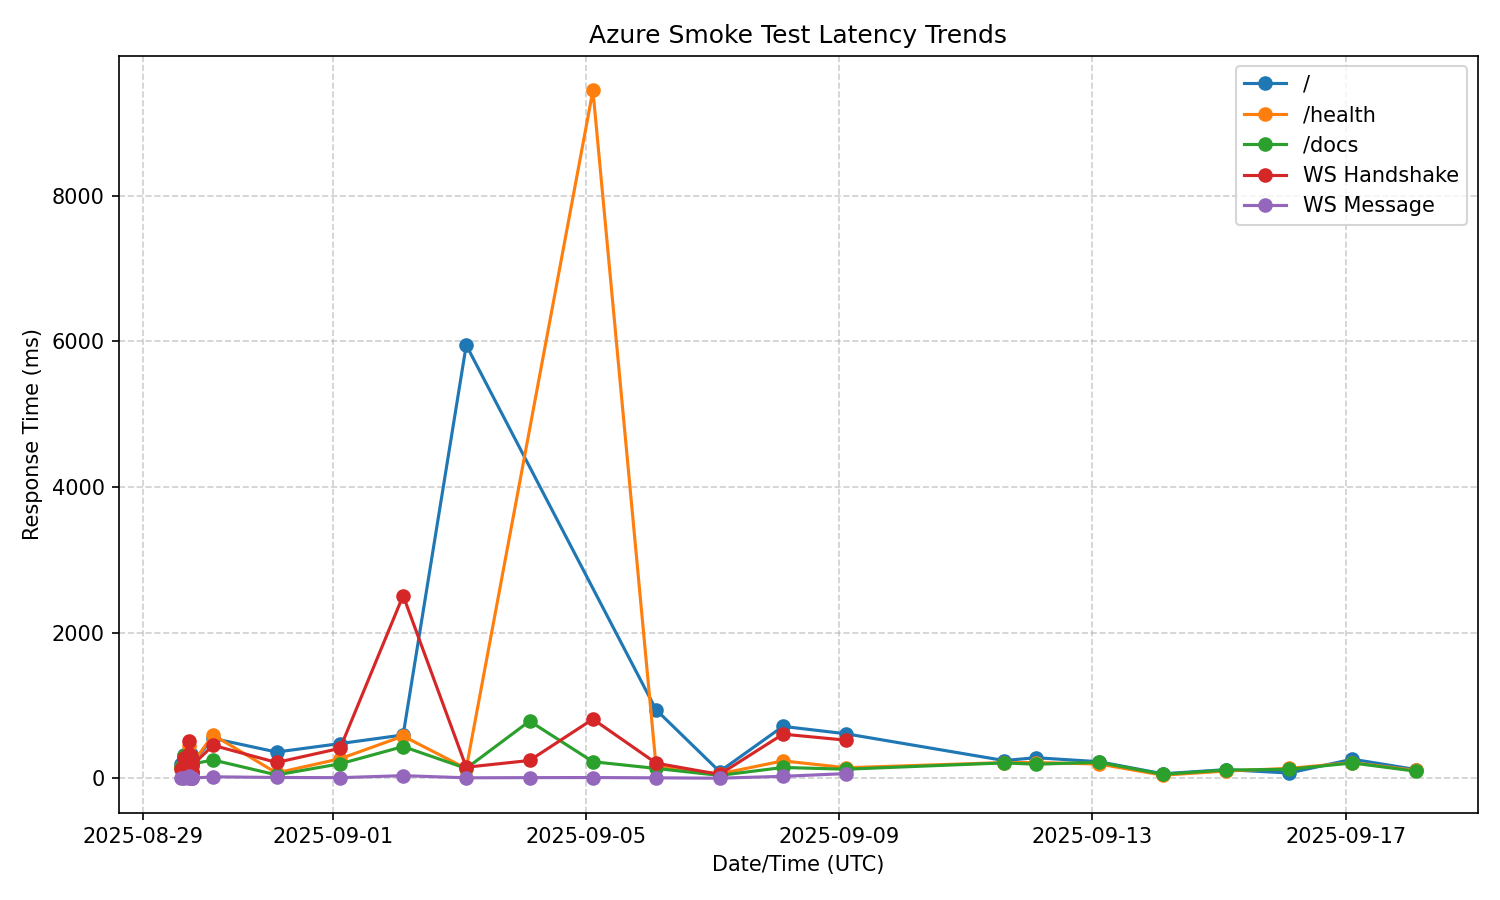 Azure Smoke Test Latency Trends
/
/health
/docs
WS Handshake
WS Message
Response Time (ms)
8000
6000
4000
2000
0
2025-08-29
2025-09-01
2025-09-05
2025-09-09
2025-09-13
2025-09-17
Date/Time (UTC)